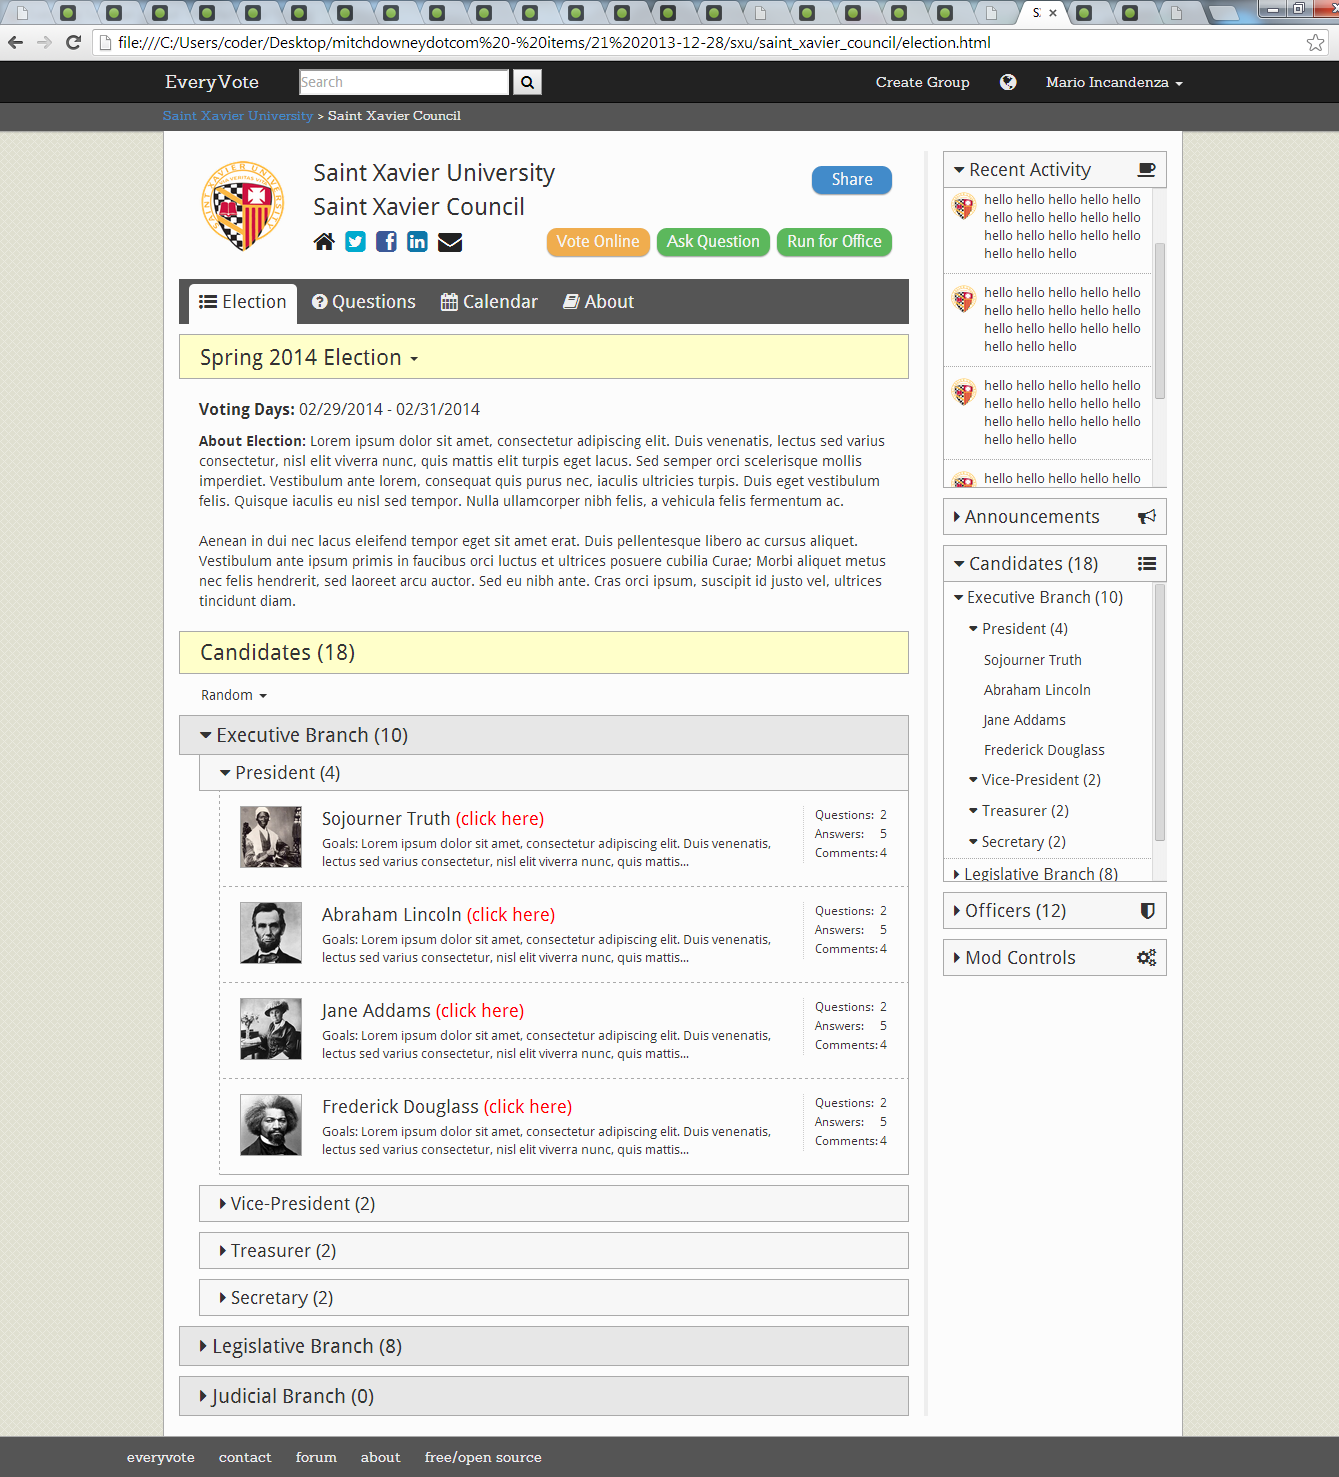 S:
file:///C:/Users/coder/Desktop/mitchdowneydotcom%20-%20items/21%202013-12-28/sxu/saint_xavier_council/election.html
EveryVote
Search
Create Group
Mario Incandenza
Saint Xavier University > Saint Xavier Council
SAINT XAVIER UNIVERSITY
Saint Xavier University
Saint Xavier Council
Share
Vote Online
Ask Question
Run for Office
Election
Questions
Calendar
About
Spring 2014 Election
Voting Days: 02/29/2014 - 02/31/2014
About Election: Lorem ipsum dolor sit amet, consectetur adipiscing elit. Duis venenatis, lectus sed varius
consectetur, nisl elit viverra nunc, quis mattis elit turpis eget lacus. Sed semper orci scelerisque mollis
imperdiet. Vestibulum ante lorem, consequat quis purus nec, iaculis ultricies turpis. Duis eget vestibulum
felis. Quisque iaculis eu nisl sed tempor. Nulla ullamcorper nibh felis, a vehicula felis fermentum ac.
Aenean in dui nec lacus eleifend tempor eget sit amet erat. Duis pellentesque libero ac cursus aliquet.
Vestibulum ante ipsum primis in faucibus orci luctus et ultrices posuere cubilia Curae; Morbi aliquet metus
nec felis hendrerit, sed laoreet arcu auctor. Sed eu nibh ante. Cras orci ipsum, suscipit id justo vel, ultrices
tincidunt diam.
Candidates (18)
Random
Executive Branch (10)
President (4)
Sojourner Truth (click here)
Goals: Lorem ipsum dolor sit amet, consectetur adipiscing elit. Duis venenatis,
lectus sed varius consectetur, nisl elit viverra nunc, quis mattis...
Questions: 2
Answers: 5
Comments: 4
Abraham Lincoln (click here)
Goals: Lorem ipsum dolor sit amet, consectetur adipiscing elit. Duis venenatis,
lectus sed varius consectetur, nisl elit viverra nunc, quis mattis...
Questions: 2
Answers: 5
Comments: 4
Jane Addams (click here)
Goals: Lorem ipsum dolor sit amet, consectetur adipiscing elit. Duis venenatis,
lectus sed varius consectetur, nisl elit viverra nunc, quis mattis...
Questions: 2
Answers: 5
Comments: 4
Frederick Douglass (click here)
Goals: Lorem ipsum dolor sit amet, consectetur adipiscing elit. Duis venenatis,
lectus sed varius consectetur, nisl elit viverra nunc, quis mattis...
Questions: 2
Answers: 5
Comments: 4
Vice-President (2)
Treasurer (2)
Secretary (2)
Legislative Branch (8)
Judicial Branch (0)
Recent Activity
hello hello hello hello hello
hello hello hello hello hello
hello hello hello hello hello
hello hello hello
hello hello hello hello hello
hello hello hello hello hello
hello hello hello hello hello
hello hello hello
hello hello hello hello hello
hello hello hello hello hello
hello hello hello hello hello
hello hello hello
hello hello hello hello hello
Announcements
Candidates (18)
Executive Branch (10)
President (4)
Sojourner Truth
Abraham Lincoln
Jane Addams
Frederick Douglass
Vice-President (2)
Treasurer (2)
Secretary (2)
Legislative Branch (8)
Officers (12)
Mod Controls
everyvote
contact
forum
about
free/open source